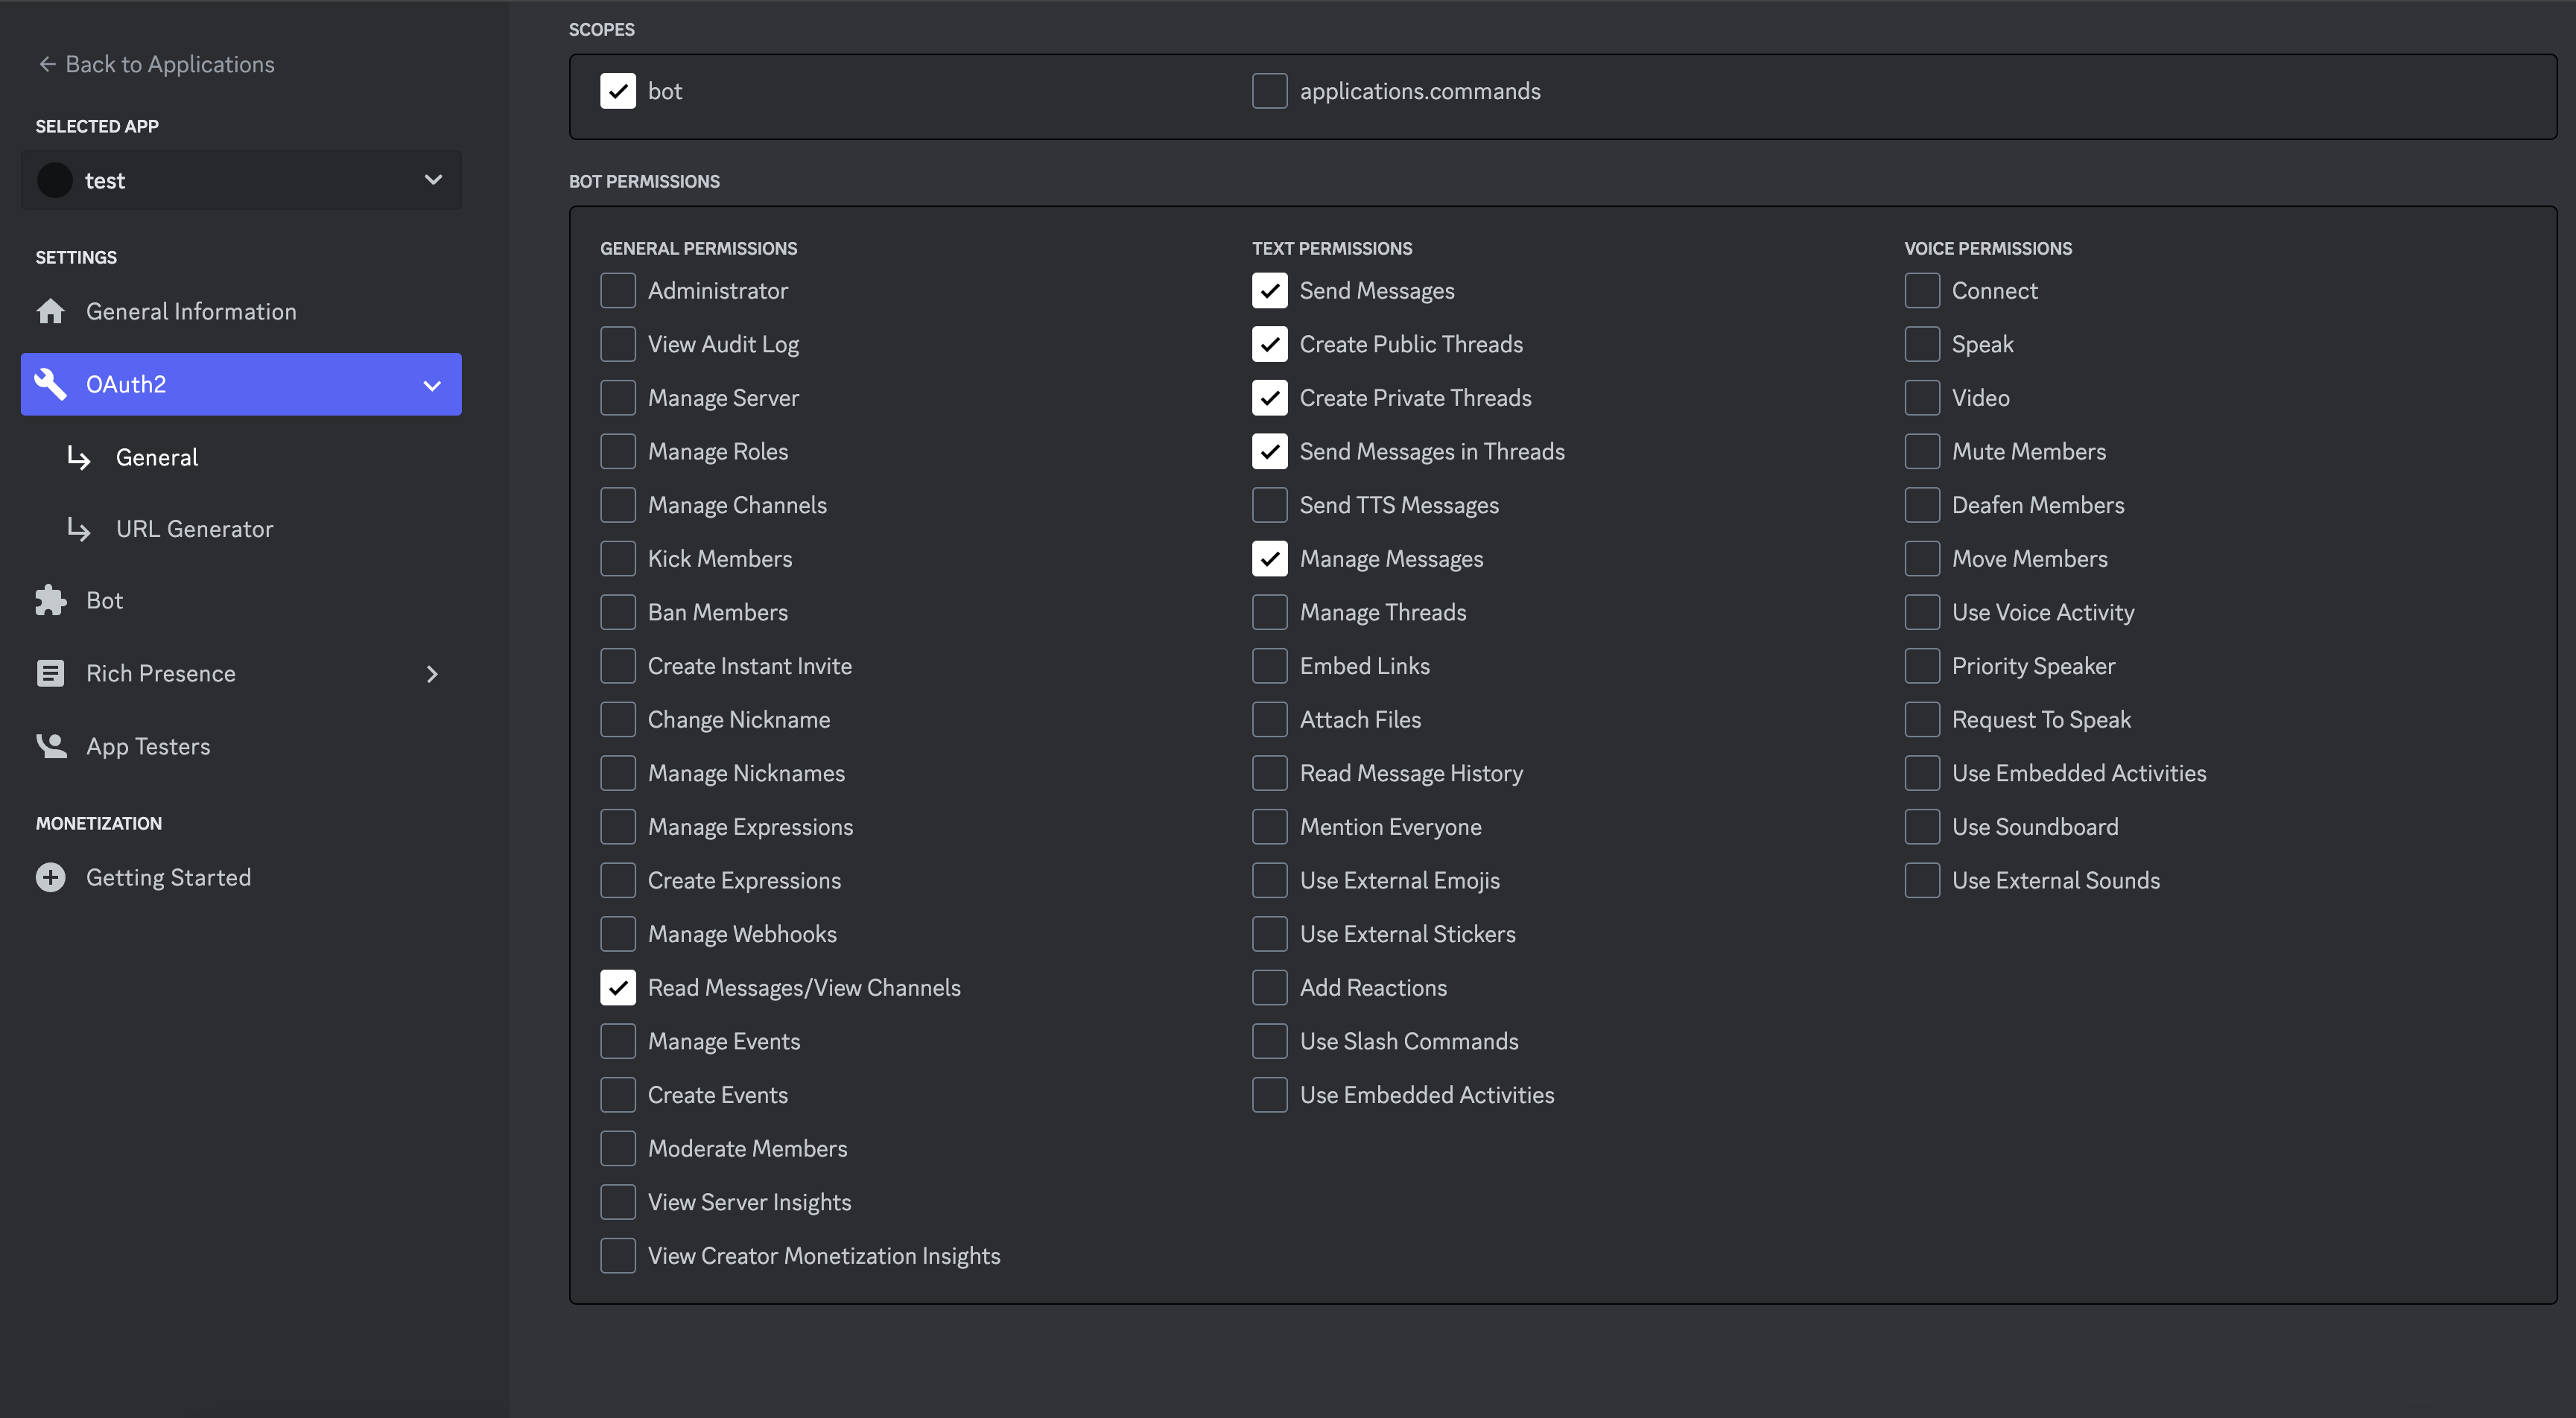 ← Back to Applications
SELECTED APP
test
SETTINGS
General Information
OAuth2
General
URL Generator
Bot
Rich Presence
App Testers
MONETIZATION
Getting Started
SCOPES
bot
applications.commands
BOT PERMISSIONS
GENERAL PERMISSIONS
Administrator
View Audit Log
Manage Server
Manage Roles
Manage Channels
Kick Members
Ban Members
Create Instant Invite
Change Nickname
Manage Nicknames
Manage Expressions
Create Expressions
Manage Webhooks
Read Messages/View Channels
Manage Events
Create Events
Moderate Members
View Server Insights
View Creator Monetization Insights
TEXT PERMISSIONS
Send Messages
Create Public Threads
Create Private Threads
Send Messages in Threads
Send TTS Messages
Manage Messages
Manage Threads
Embed Links
Attach Files
Read Message History
Mention Everyone
Use External Emojis
Use External Stickers
Add Reactions
Use Slash Commands
Use Embedded Activities
VOICE PERMISSIONS
Connect
Speak
Video
Mute Members
Deafen Members
Move Members
Use Voice Activity
Priority Speaker
Request To Speak
Use Embedded Activities
Use Soundboard
Use External Sounds